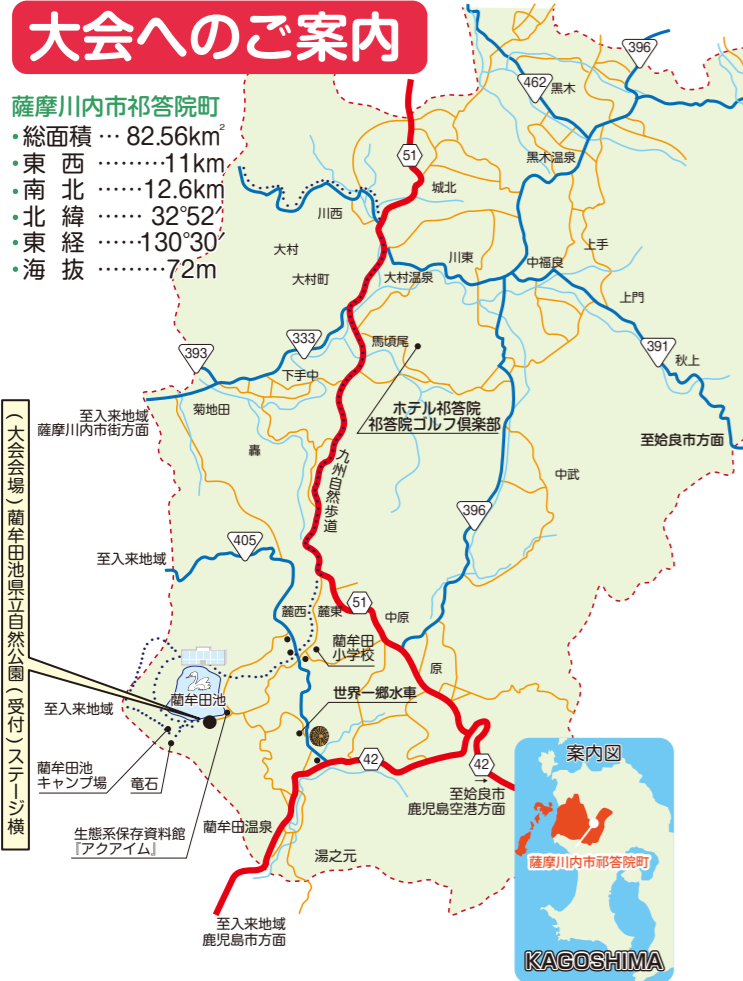 大会へのご案内
薩摩川内市祁答院町
・総面積 … 82.56km²
・東 西 ………11km
・南 北 ……12.6km
・北 緯 …… 32°52′
・東 経 ……130°30′
・海 抜 ………72m
396
462
黒木
51
黒木温泉
城北
川西
大村
川東
上手
中福良
大村町
大村温泉
上門
333
393
馬頃尾
391
秋上
下手中
菊地田
至入来地域
薩摩川内市街方面
ホテル祁答院
祁答院ゴルフ倶楽部
至姶良市方面
轟
九州自然歩道
中武
396
405
至入来地域
(大会会場)藺牟田池県立自然公園(受付)ステージ横
麓西
麓東
51
中原
藺牟田
小学校
原
藺牟田池
世界一郷水車
至入来地域
藺牟田池
キャンプ場
竜石
42
42
至姶良市
鹿児島空港方面
生態系保存資料館
『アクアイム』
藺牟田温泉
湯之元
至入来地域
鹿児島市方面
案内図
薩摩川内市祁答院町
KAGOSHIMA